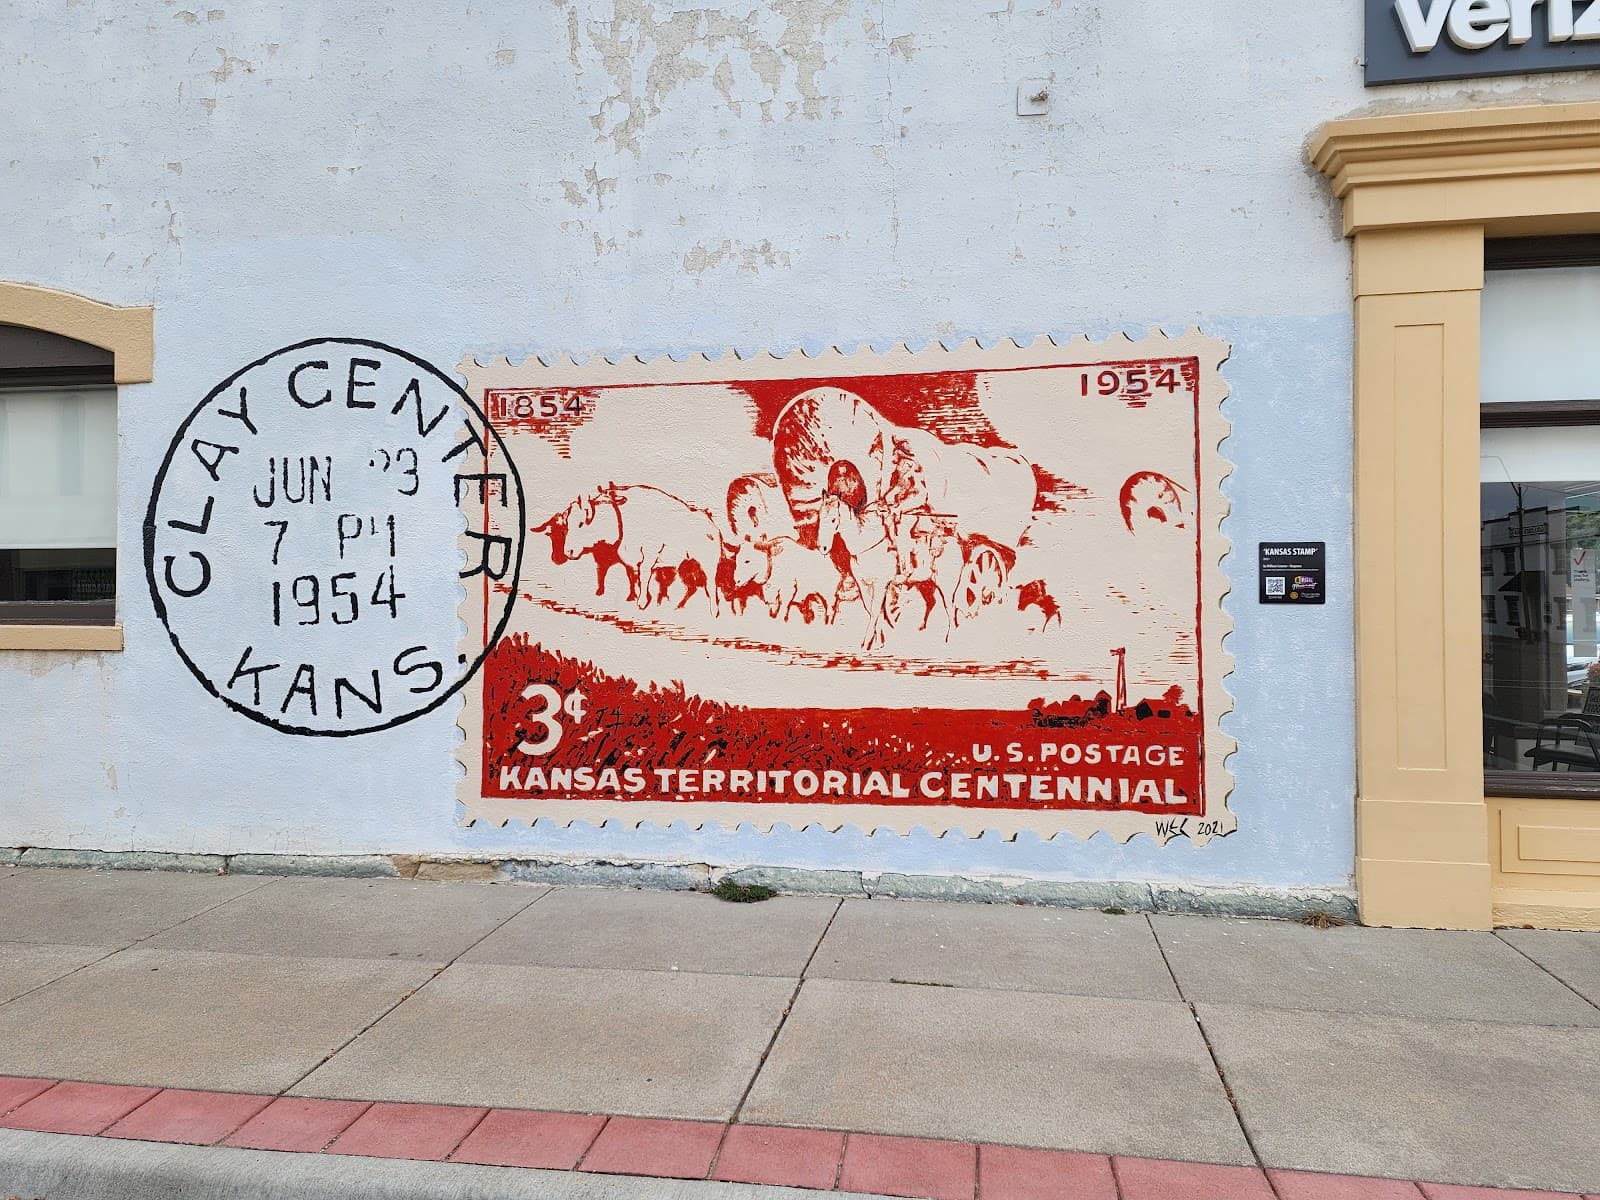 veriz
CLAY CENTER
JUN 23
7 PM
1954
KANS.
1854
1954
3¢
U.S. POSTAGE
KANSAS TERRITORIAL CENTENNIAL
WEC 2021
'KANSAS STAMP'